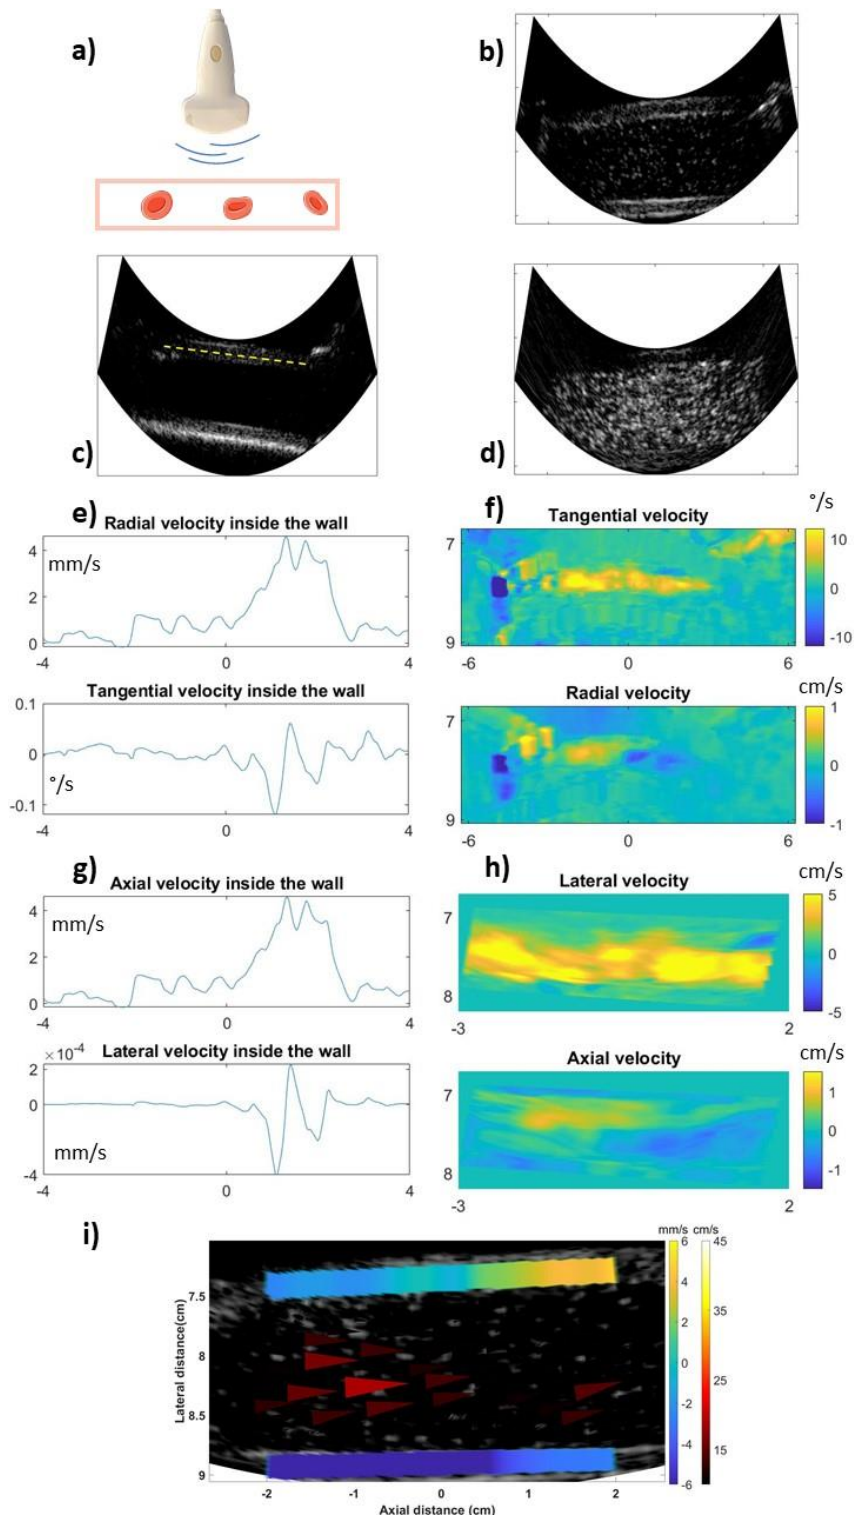 a)
b)
c)
d)
e)
Radial velocity inside the wall
mm/s
4
2
0
-4 0 4
Tangential velocity inside the wall
0.1
0
-0.1
°/s
-4 0 4
f)
°/s
Tangential velocity
7
9
-6 0 6
10
0
-10
cm/s
Radial velocity
7
9
-6 0 6
1
0
-1
g)
Axial velocity inside the wall
mm/s
4
2
0
-4 0 4
×10⁻⁴
Lateral velocity inside the wall
2
0
-4
mm/s
-4 0 4
h)
cm/s
Lateral velocity
7
8
-3 2
5
0
-5
cm/s
Axial velocity
7
8
-3 2
1
0
-1
i)
mm/s cm/s
6
4
2
0
-2
-4
-6
45
35
25
15
Lateral distance(cm)
7.5
8
8.5
9
-2 -1 0 1 2
Axial distance (cm)